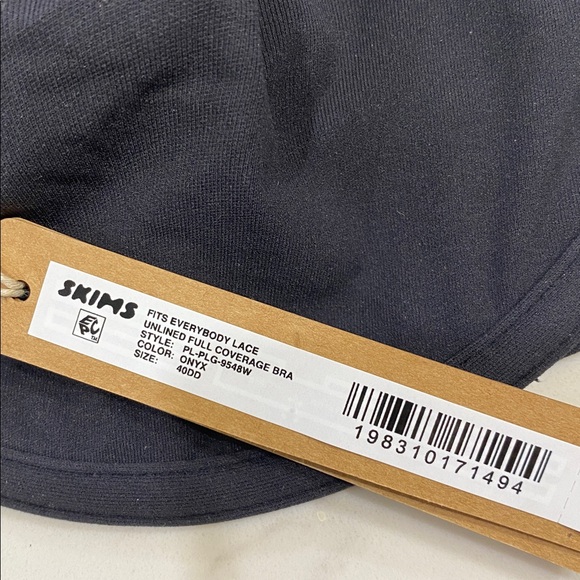 SKIMS
FITS EVERYBODY LACE
UNLINED FULL COVERAGE BRA
STYLE: PL-PLG-9548W
COLOR: ONYX
SIZE: 40DD
198310171494